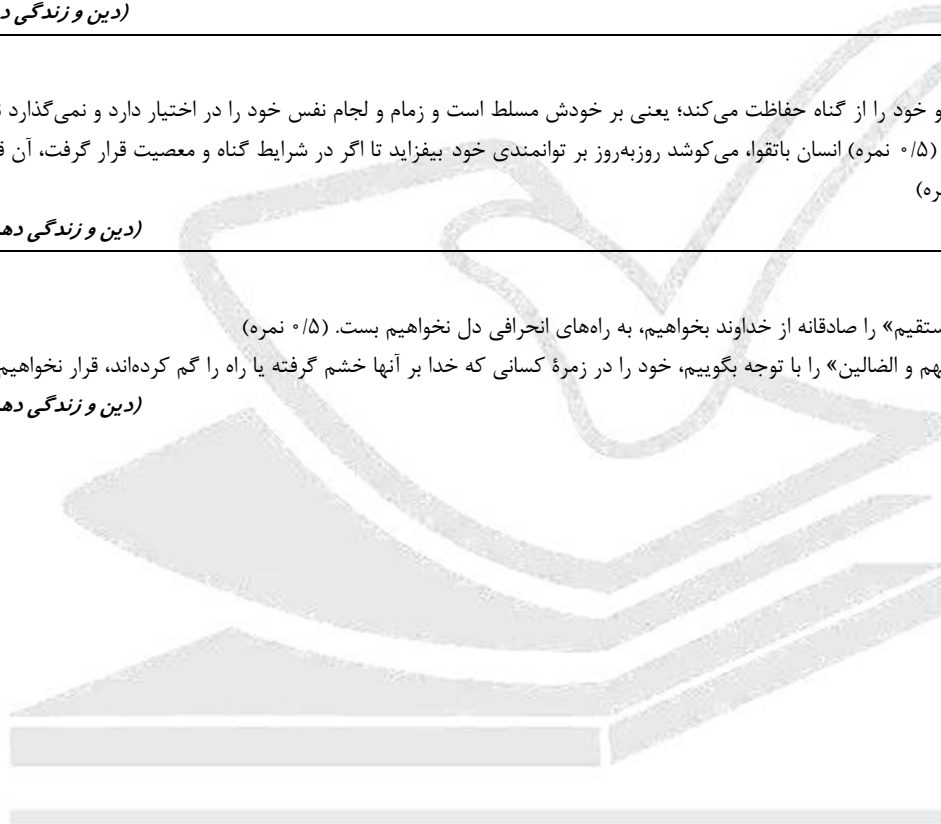 (دین و زندگی د
و خود را از گناه حفاظت می‌کند؛ یعنی بر خودش مسلط است و زمام و لجام نفس خود را در اختیار دارد و نمی‌گذارد
(۰/۵ نمره) انسان باتقوا، می‌کوشد روزبه‌روز بر توانمندی خود بیفزاید تا اگر در شرایط گناه و معصیت قرار گرفت، آن
ره)
(دین و زندگی ده
ستقیم» را صادقانه از خداوند بخواهیم، به راه‌های انحرافی دل نخواهیم بست. (۰/۵ نمره)
هم و الضالین» را با توجه بگوییم، خود را در زمرۀ کسانی که خدا بر آنها خشم گرفته یا راه را گم کرده‌اند، قرار نخواهیم
(دین و زندگی ده